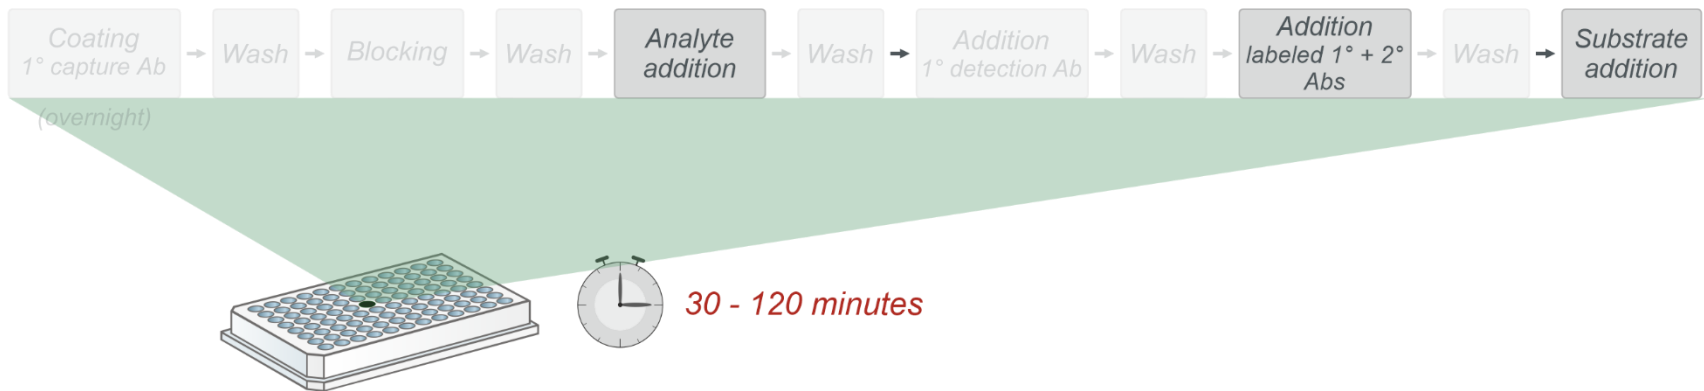 Coating
1° capture Ab
(overnight)
Wash
Blocking
Wash
Analyte
addition
Wash
Addition
1° detection Ab
Wash
Addition
labeled 1° + 2°
Abs
Wash
Substrate
addition
30 - 120 minutes